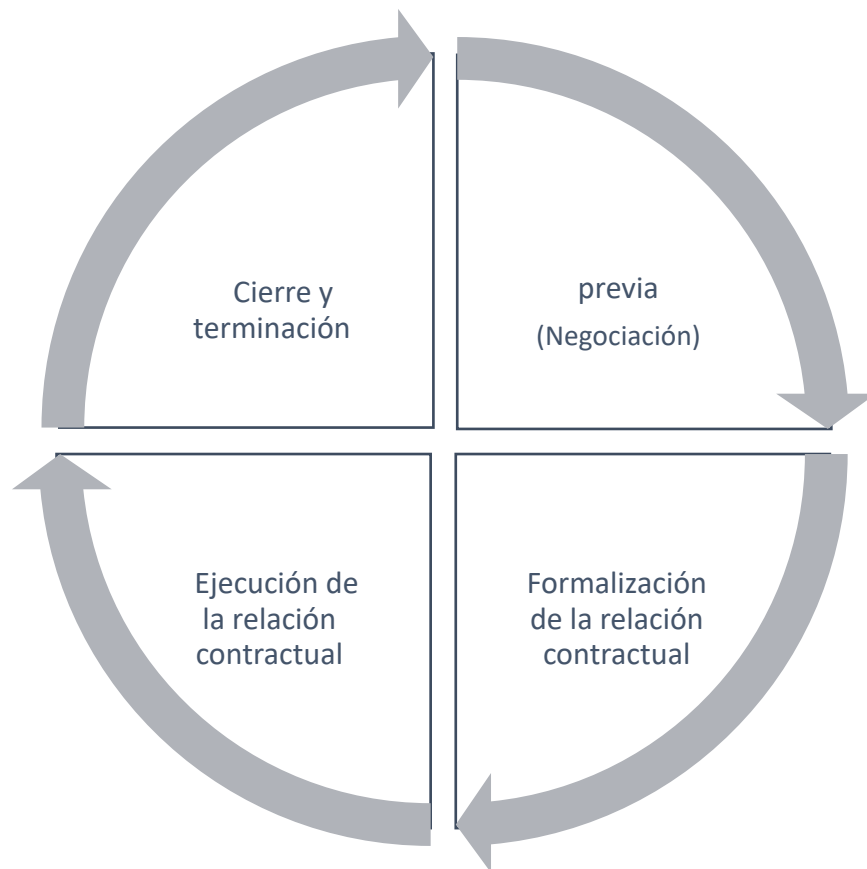 Cierre y
terminación
previa
(Negociación)
Ejecución de
la relación
contractual
Formalización
de la relación
contractual